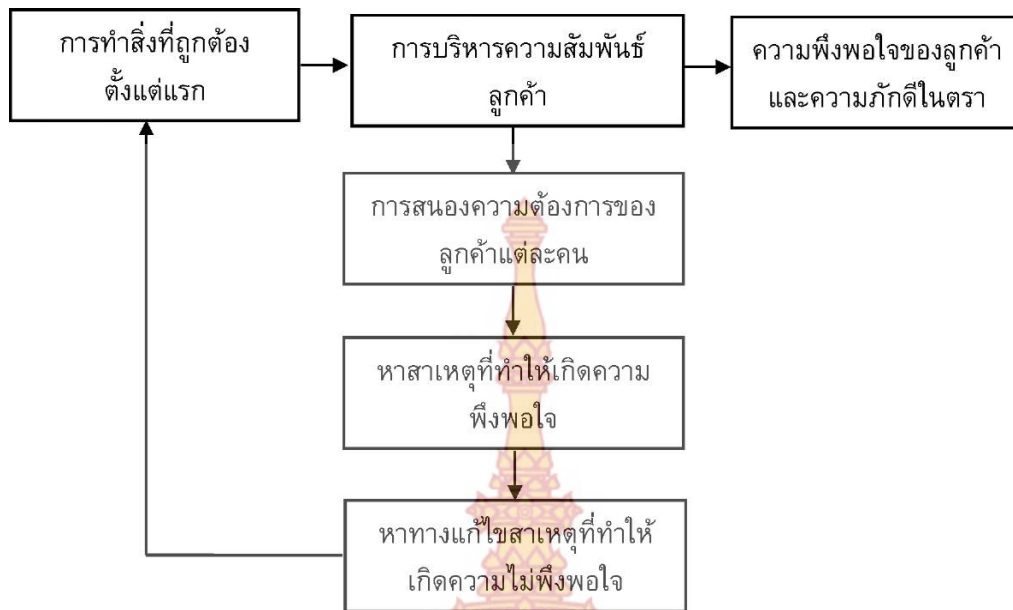 การทำสิ่งที่ถูกต้อง
ตั้งแต่แรก
การบริหารความสัมพันธ์
ลูกค้า
ความพึงพอใจของลูกค้า
และความภักดีในตรา
การสนองความต้องการของ
ลูกค้าแต่ละคน
หาสาเหตุที่ทำให้เกิดความ
พึงพอใจ
หาทางแก้ไขสาเหตุที่ทำให้
เกิดความไม่พึงพอใจ